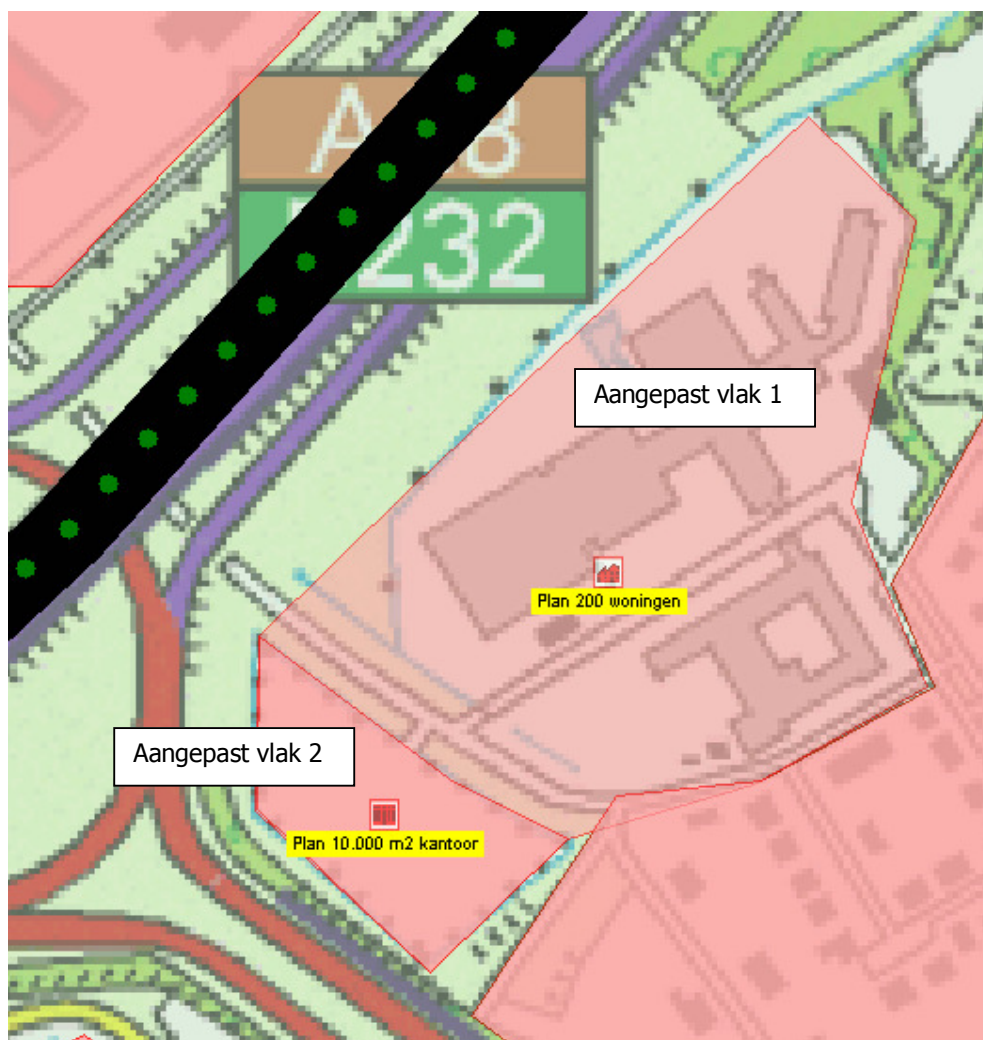 232
Aangepast vlak 1
Plan 200 woningen
Aangepast vlak 2
Plan 10.000 m2 kantoor